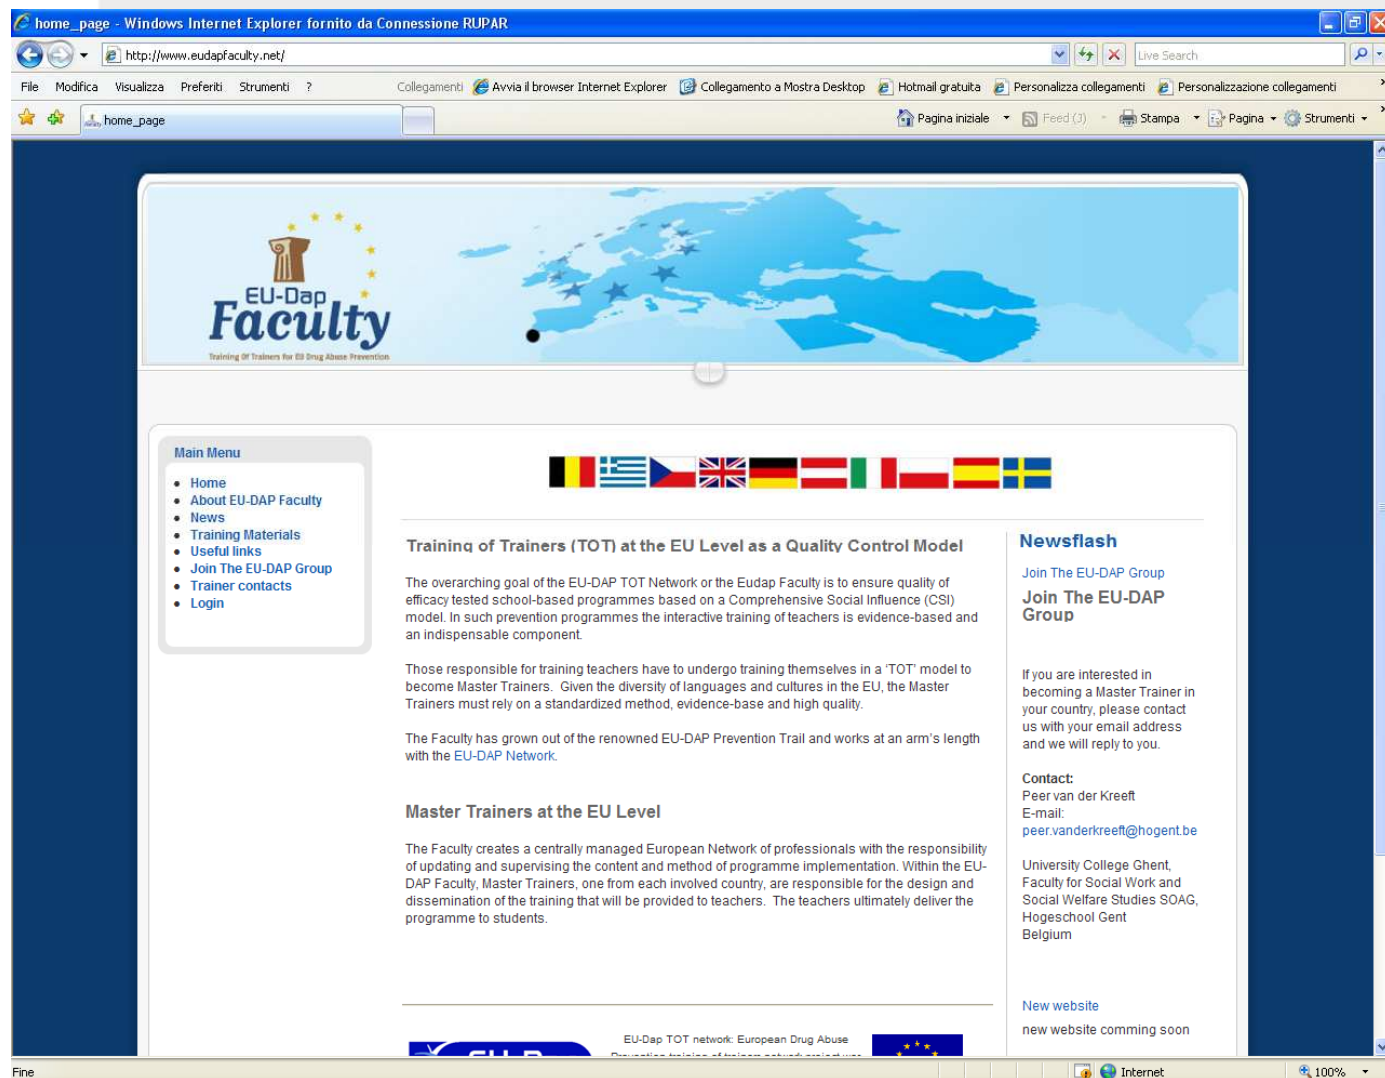 home_page - Windows Internet Explorer fornito da Connessione RUPAR
http://www.eudapfaculty.net/
Live Search
File Modifica Visualizza Preferiti Strumenti ?
Collegamenti Avvia il browser Internet Explorer Collegamento a Mostra Desktop Hotmail gratuita Personalizza collegamenti Personalizzazione collegamenti
home_page
Pagina iniziale Feed (J) Stampa Pagina Strumenti
EU-Dap
Faculty
Training Of Trainers for EU Drug Abuse Prevention
Main Menu
Home
About EU-DAP Faculty
News
Training Materials
Useful links
Join The EU-DAP Group
Trainer contacts
Login
Training of Trainers (TOT) at the EU Level as a Quality Control Model
The overarching goal of the EU-DAP TOT Network or the Eudap Faculty is to ensure quality of
efficacy tested school-based programmes based on a Comprehensive Social Influence (CSI)
model. In such prevention programmes the interactive training of teachers is evidence-based and
an indispensable component.
Those responsible for training teachers have to undergo training themselves in a ‘TOT’ model to
become Master Trainers. Given the diversity of languages and cultures in the EU, the Master
Trainers must rely on a standardized method, evidence-base and high quality.
The Faculty has grown out of the renowned EU-DAP Prevention Trail and works at an arm’s length
with the EU-DAP Network.
Master Trainers at the EU Level
The Faculty creates a centrally managed European Network of professionals with the responsibility
of updating and supervising the content and method of programme implementation. Within the EU-
DAP Faculty, Master Trainers, one from each involved country, are responsible for the design and
dissemination of the training that will be provided to teachers. The teachers ultimately deliver the
programme to students.
EU-Dap TOT network: European Drug Abuse
Prevention training of trainers network project was
Newsflash
Join The EU-DAP Group
Join The EU-DAP
Group
If you are interested in
becoming a Master Trainer in
your country, please contact
us with your email address
and we will reply to you.
Contact:
Peer van der Kreeft
E-mail:
peer.vanderkreeft@hogent.be
University College Ghent,
Faculty for Social Work and
Social Welfare Studies SOAG,
Hogeschool Gent
Belgium
New website
new website comming soon
Fine
Internet
100%